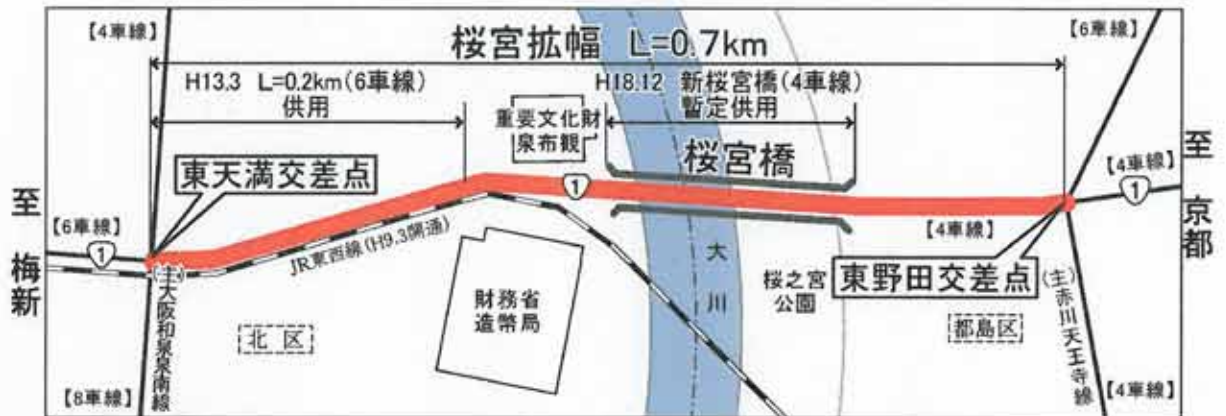 【4車線】
桜宮拡幅 L=0.7km
【6車線】
H13.3 L=0.2km(6車線)
供用
H18.12 新桜宮橋(4車線)
暫定供用
重要文化財
泉布観
桜宮橋
東天満交差点
1
【4車線】
1
至 梅新
至 京都
【6車線】
1
JR東西線(H9.3開通)
【4車線】
(主)大阪和泉泉南線
財務省
造幣局
大川
桜之宮
公園
東野田交差点
(主)赤川天王寺線
北区
都島区
【8車線】
【4車線】